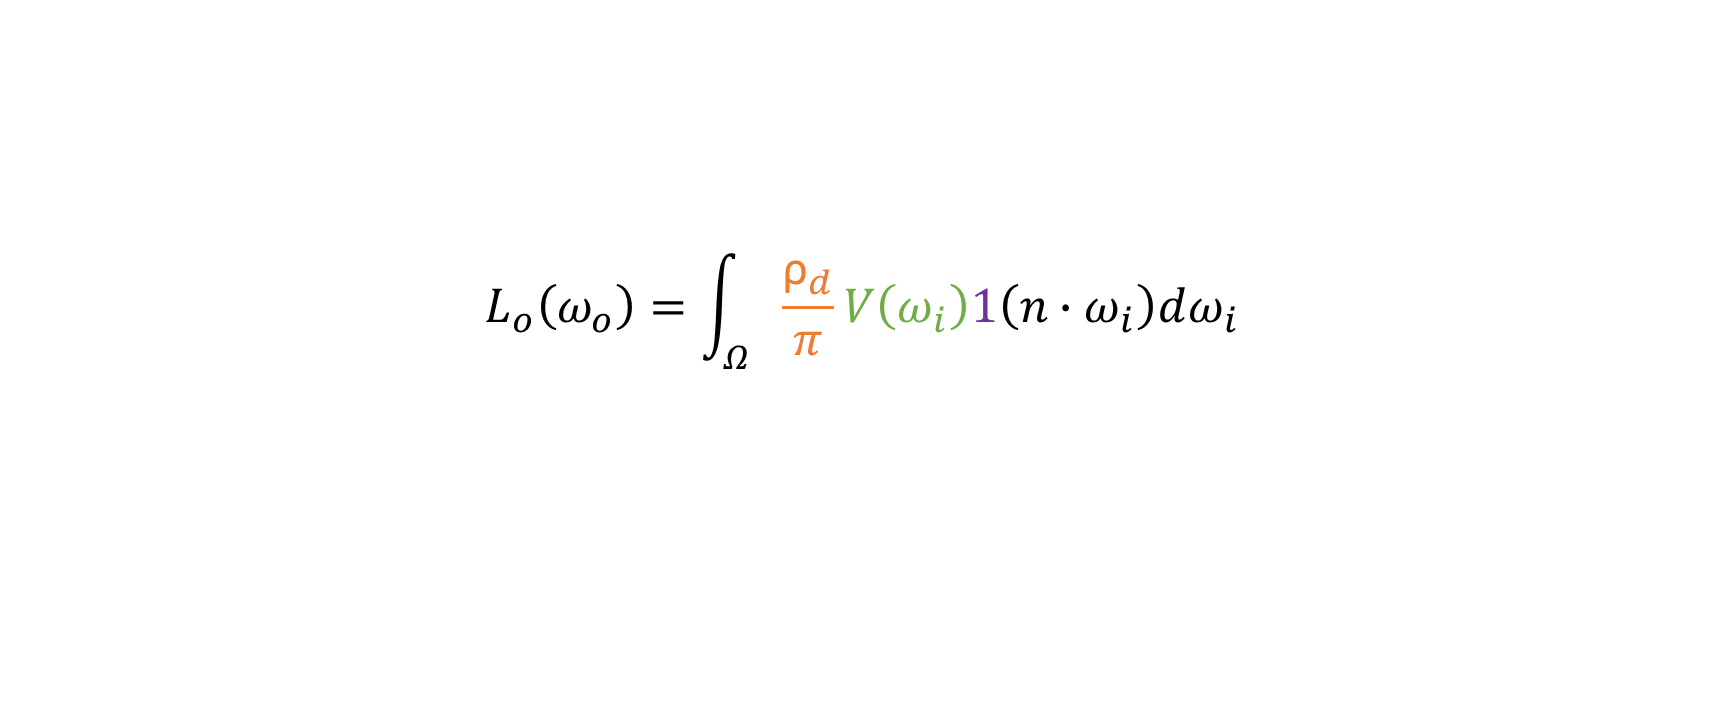 L_o(ω_o) = ∫_Ω ρ_d/π V(ω_i)1(n · ω_i)dω_i